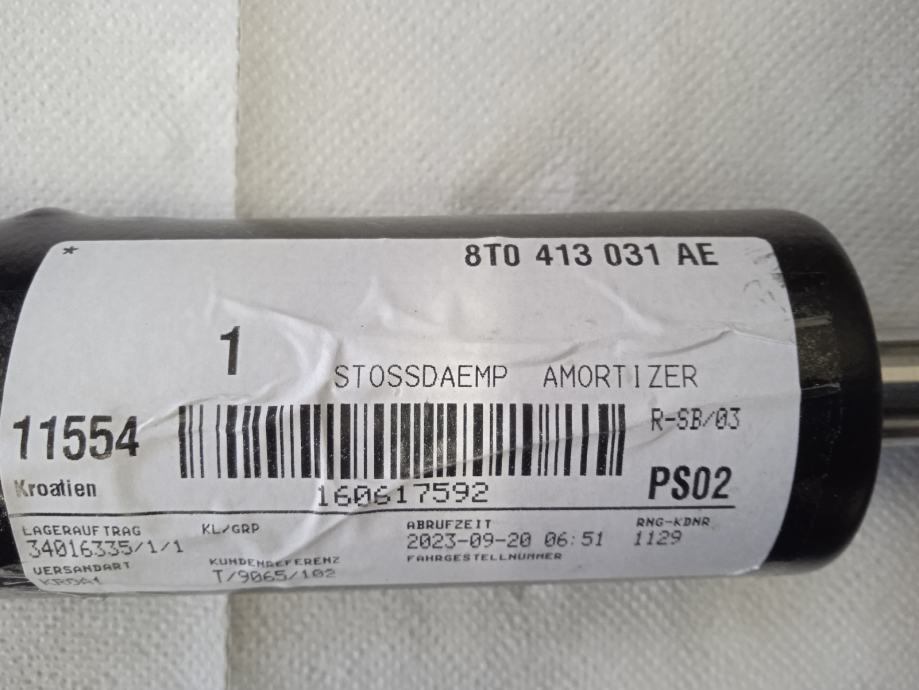 *
8T0 413 031 AE
1
STOSSDAEMP AMORTIZER
11554
R-SB/03
Kroatien
160617592
PS02
LAGERAUFTRAG
KL/GRP
ABRUFZEIT
RNG-KDNR
34016335/1/1
2023-09-20 06:51
1129
VERSANDART
KUNDENREFERENZ
FAHRGESTELLNUMMER
T/9065/102